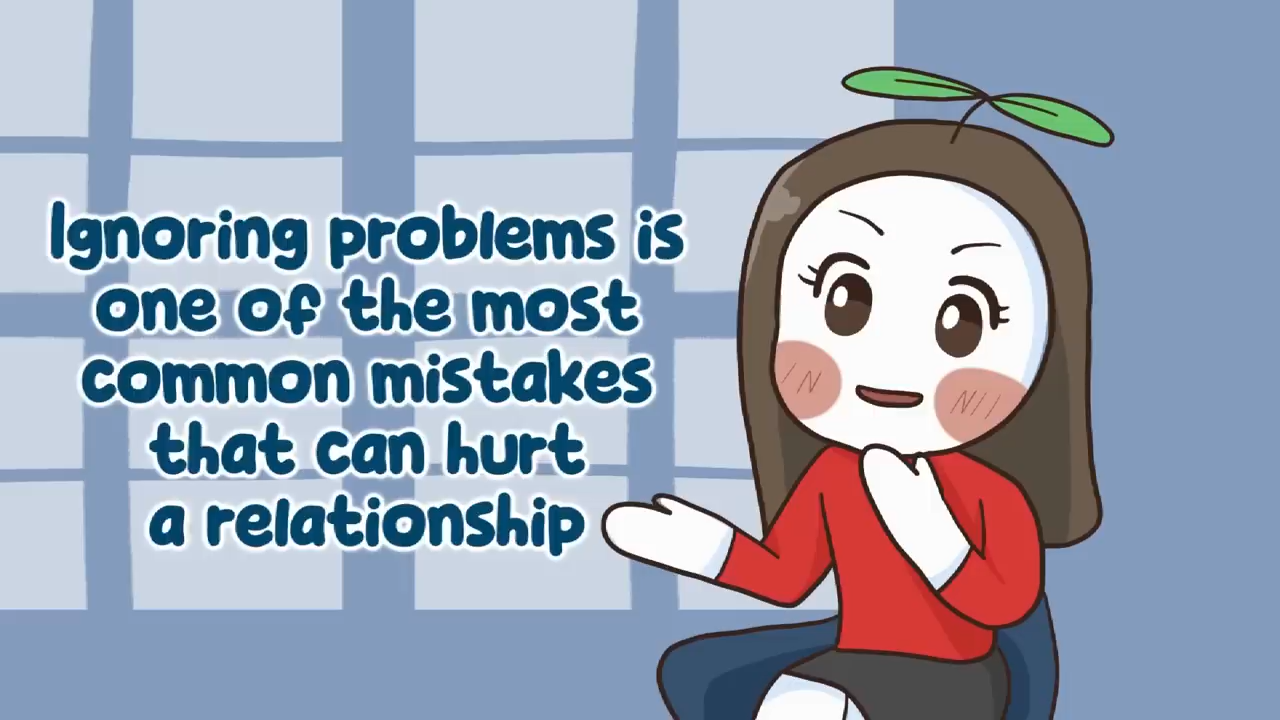 Ignoring problems is
one of the most
common mistakes
that can hurt
a relationship